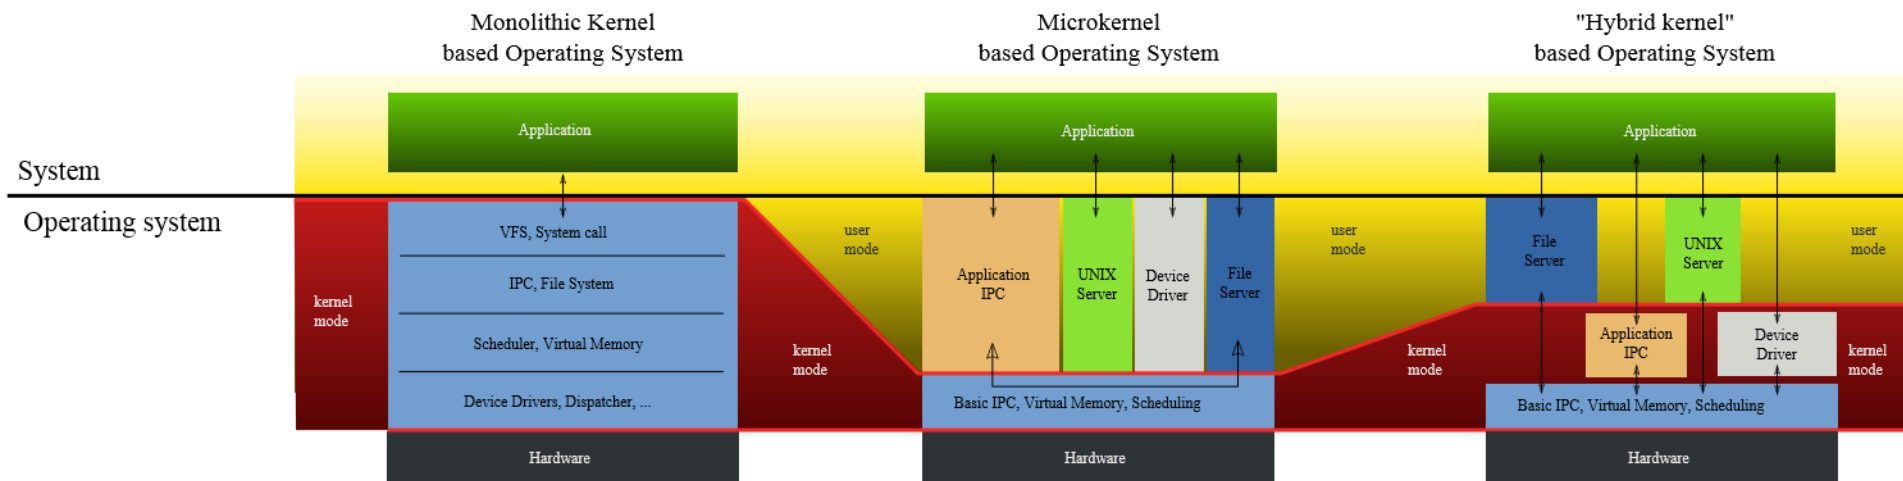 Monolithic Kernel
based Operating System
Microkernel
based Operating System
"Hybrid kernel"
based Operating System
Application
Application
Application
System
Operating system
VFS, System call
IPC, File System
Scheduler, Virtual Memory
Device Drivers, Dispatcher, ...
Hardware
kernel
mode
kernel
mode
user
mode
Application
IPC
UNIX
Server
Device
Driver
File
Server
Basic IPC, Virtual Memory, Scheduling
Hardware
user
mode
kernel
mode
File
Server
UNIX
Server
Application
IPC
Device
Driver
user
mode
kernel
mode
Basic IPC, Virtual Memory, Scheduling
Hardware